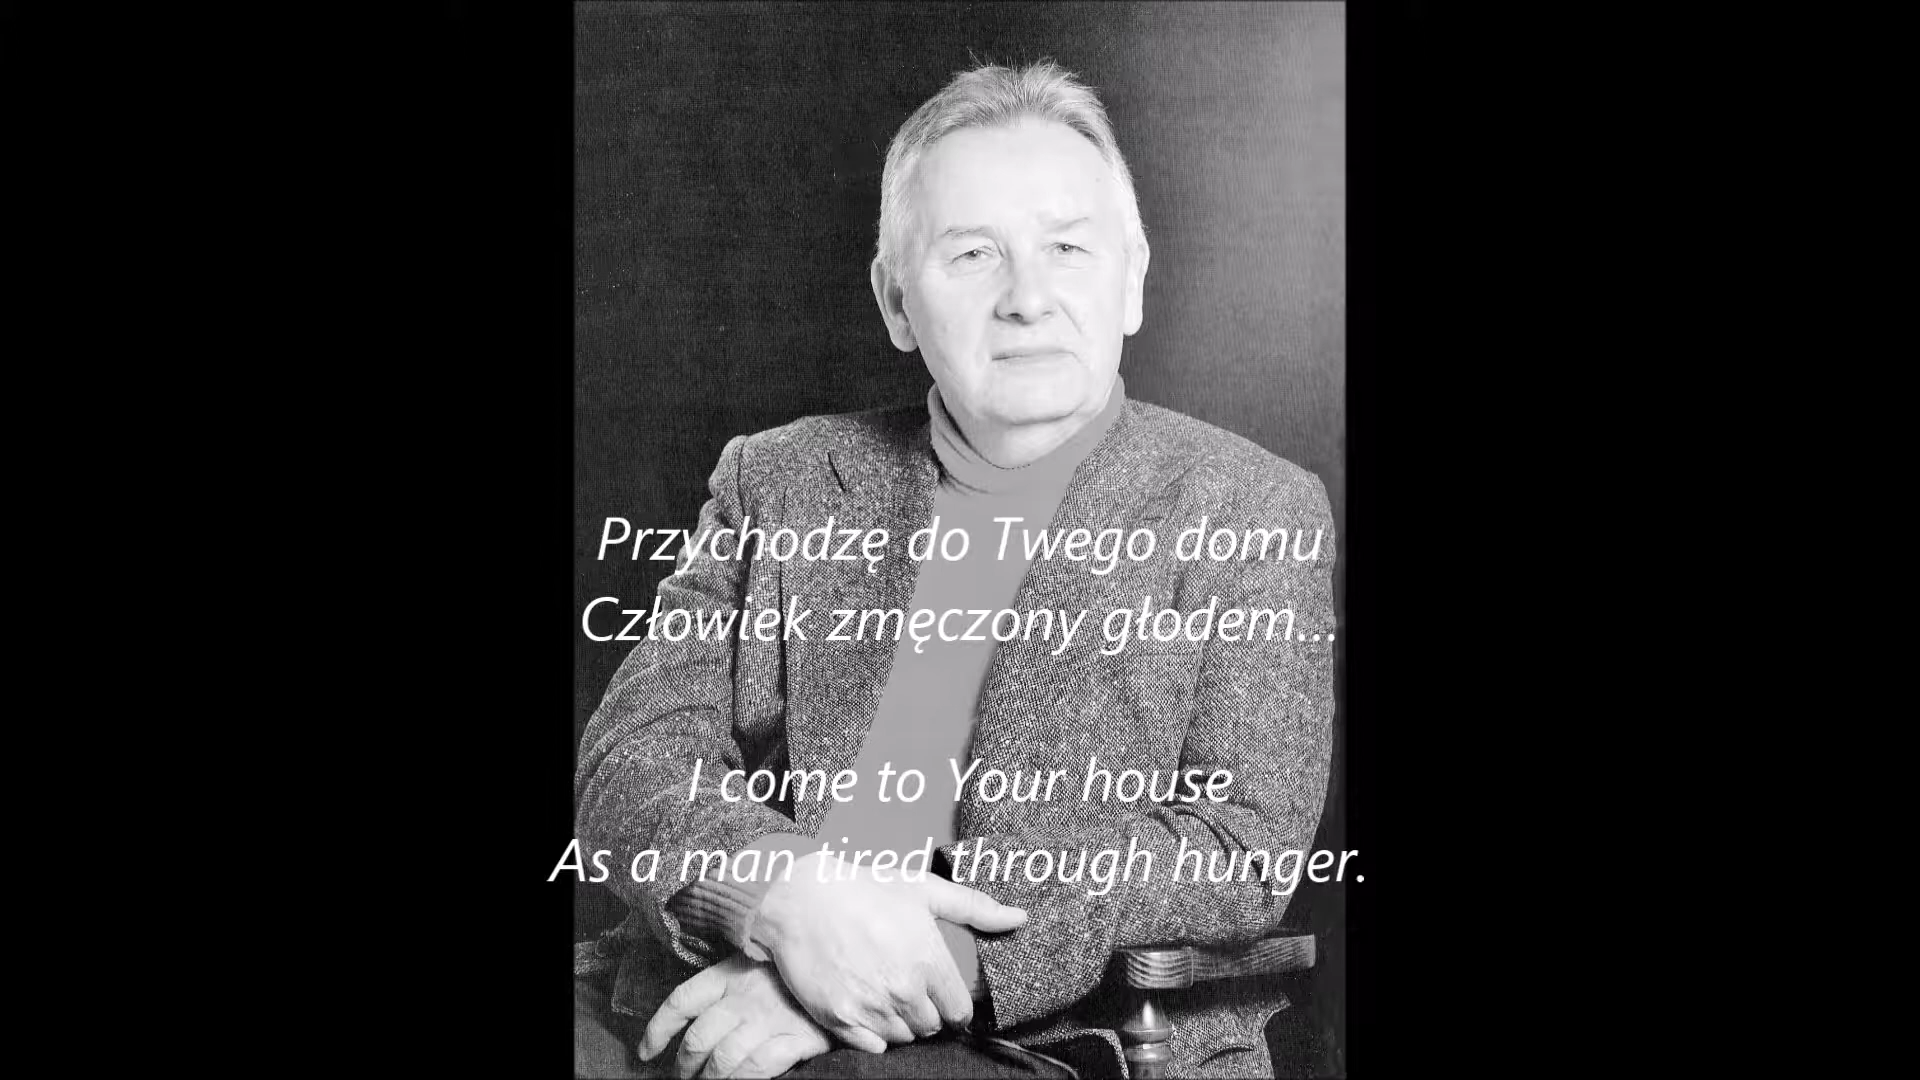 Przychodzę do Twego domu
Człowiek zmęczony głodem...
I come to Your house
As a man tired through hunger.